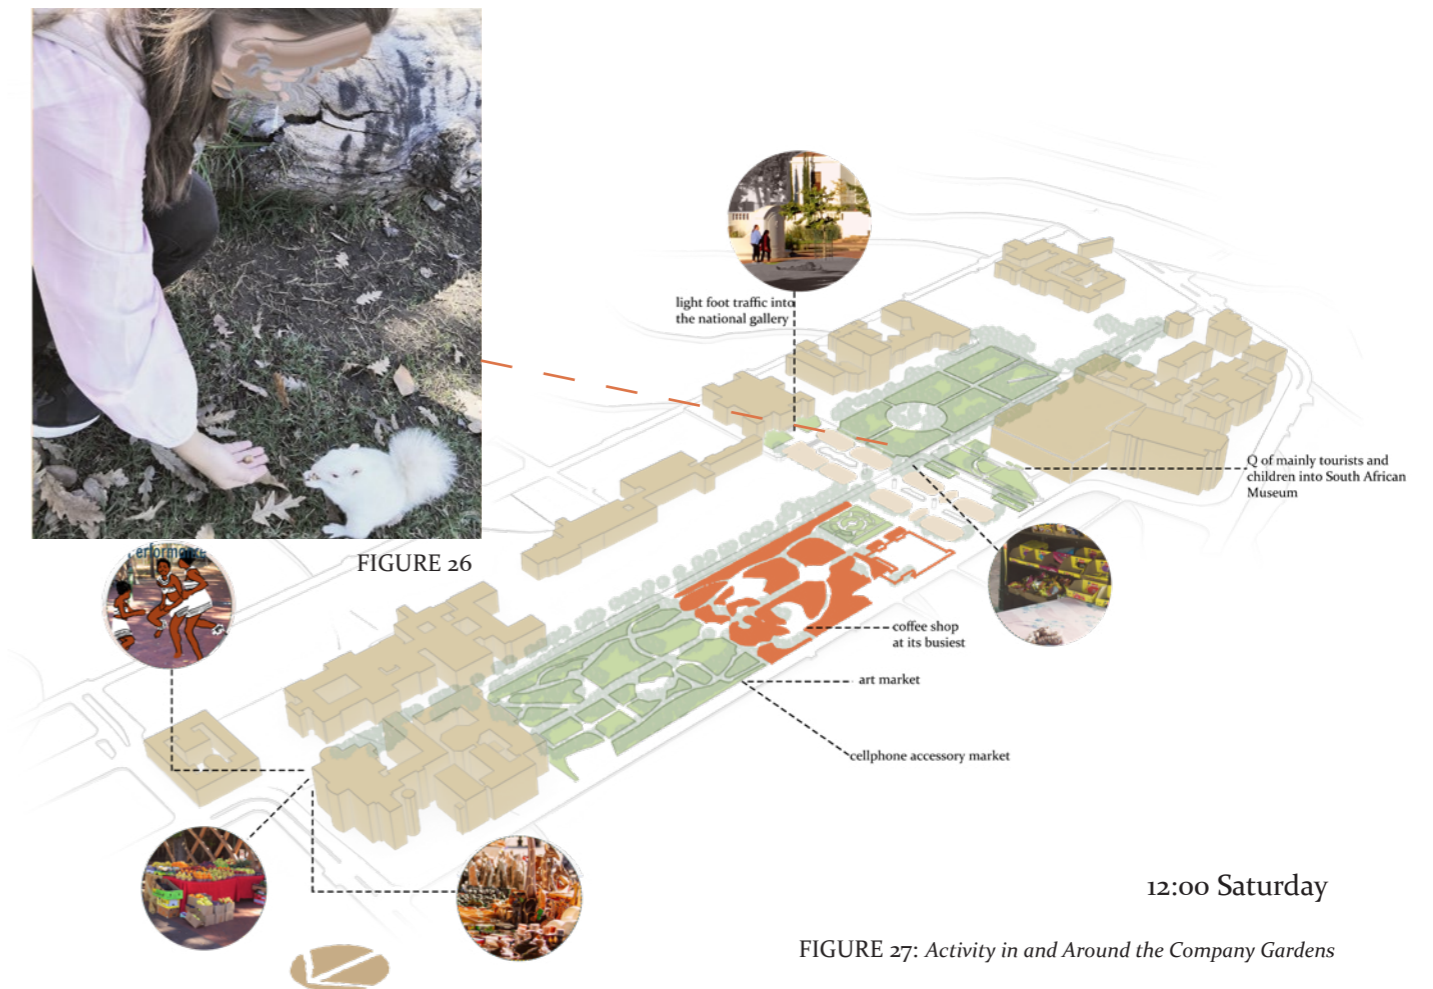 light foot traffic into
the national gallery
Q of mainly tourists and
children into South African
Museum
FIGURE 26
erformance
coffee shop
at its busiest
art market
cellphone accessory market
12:00 Saturday
FIGURE 27: Activity in and Around the Company Gardens